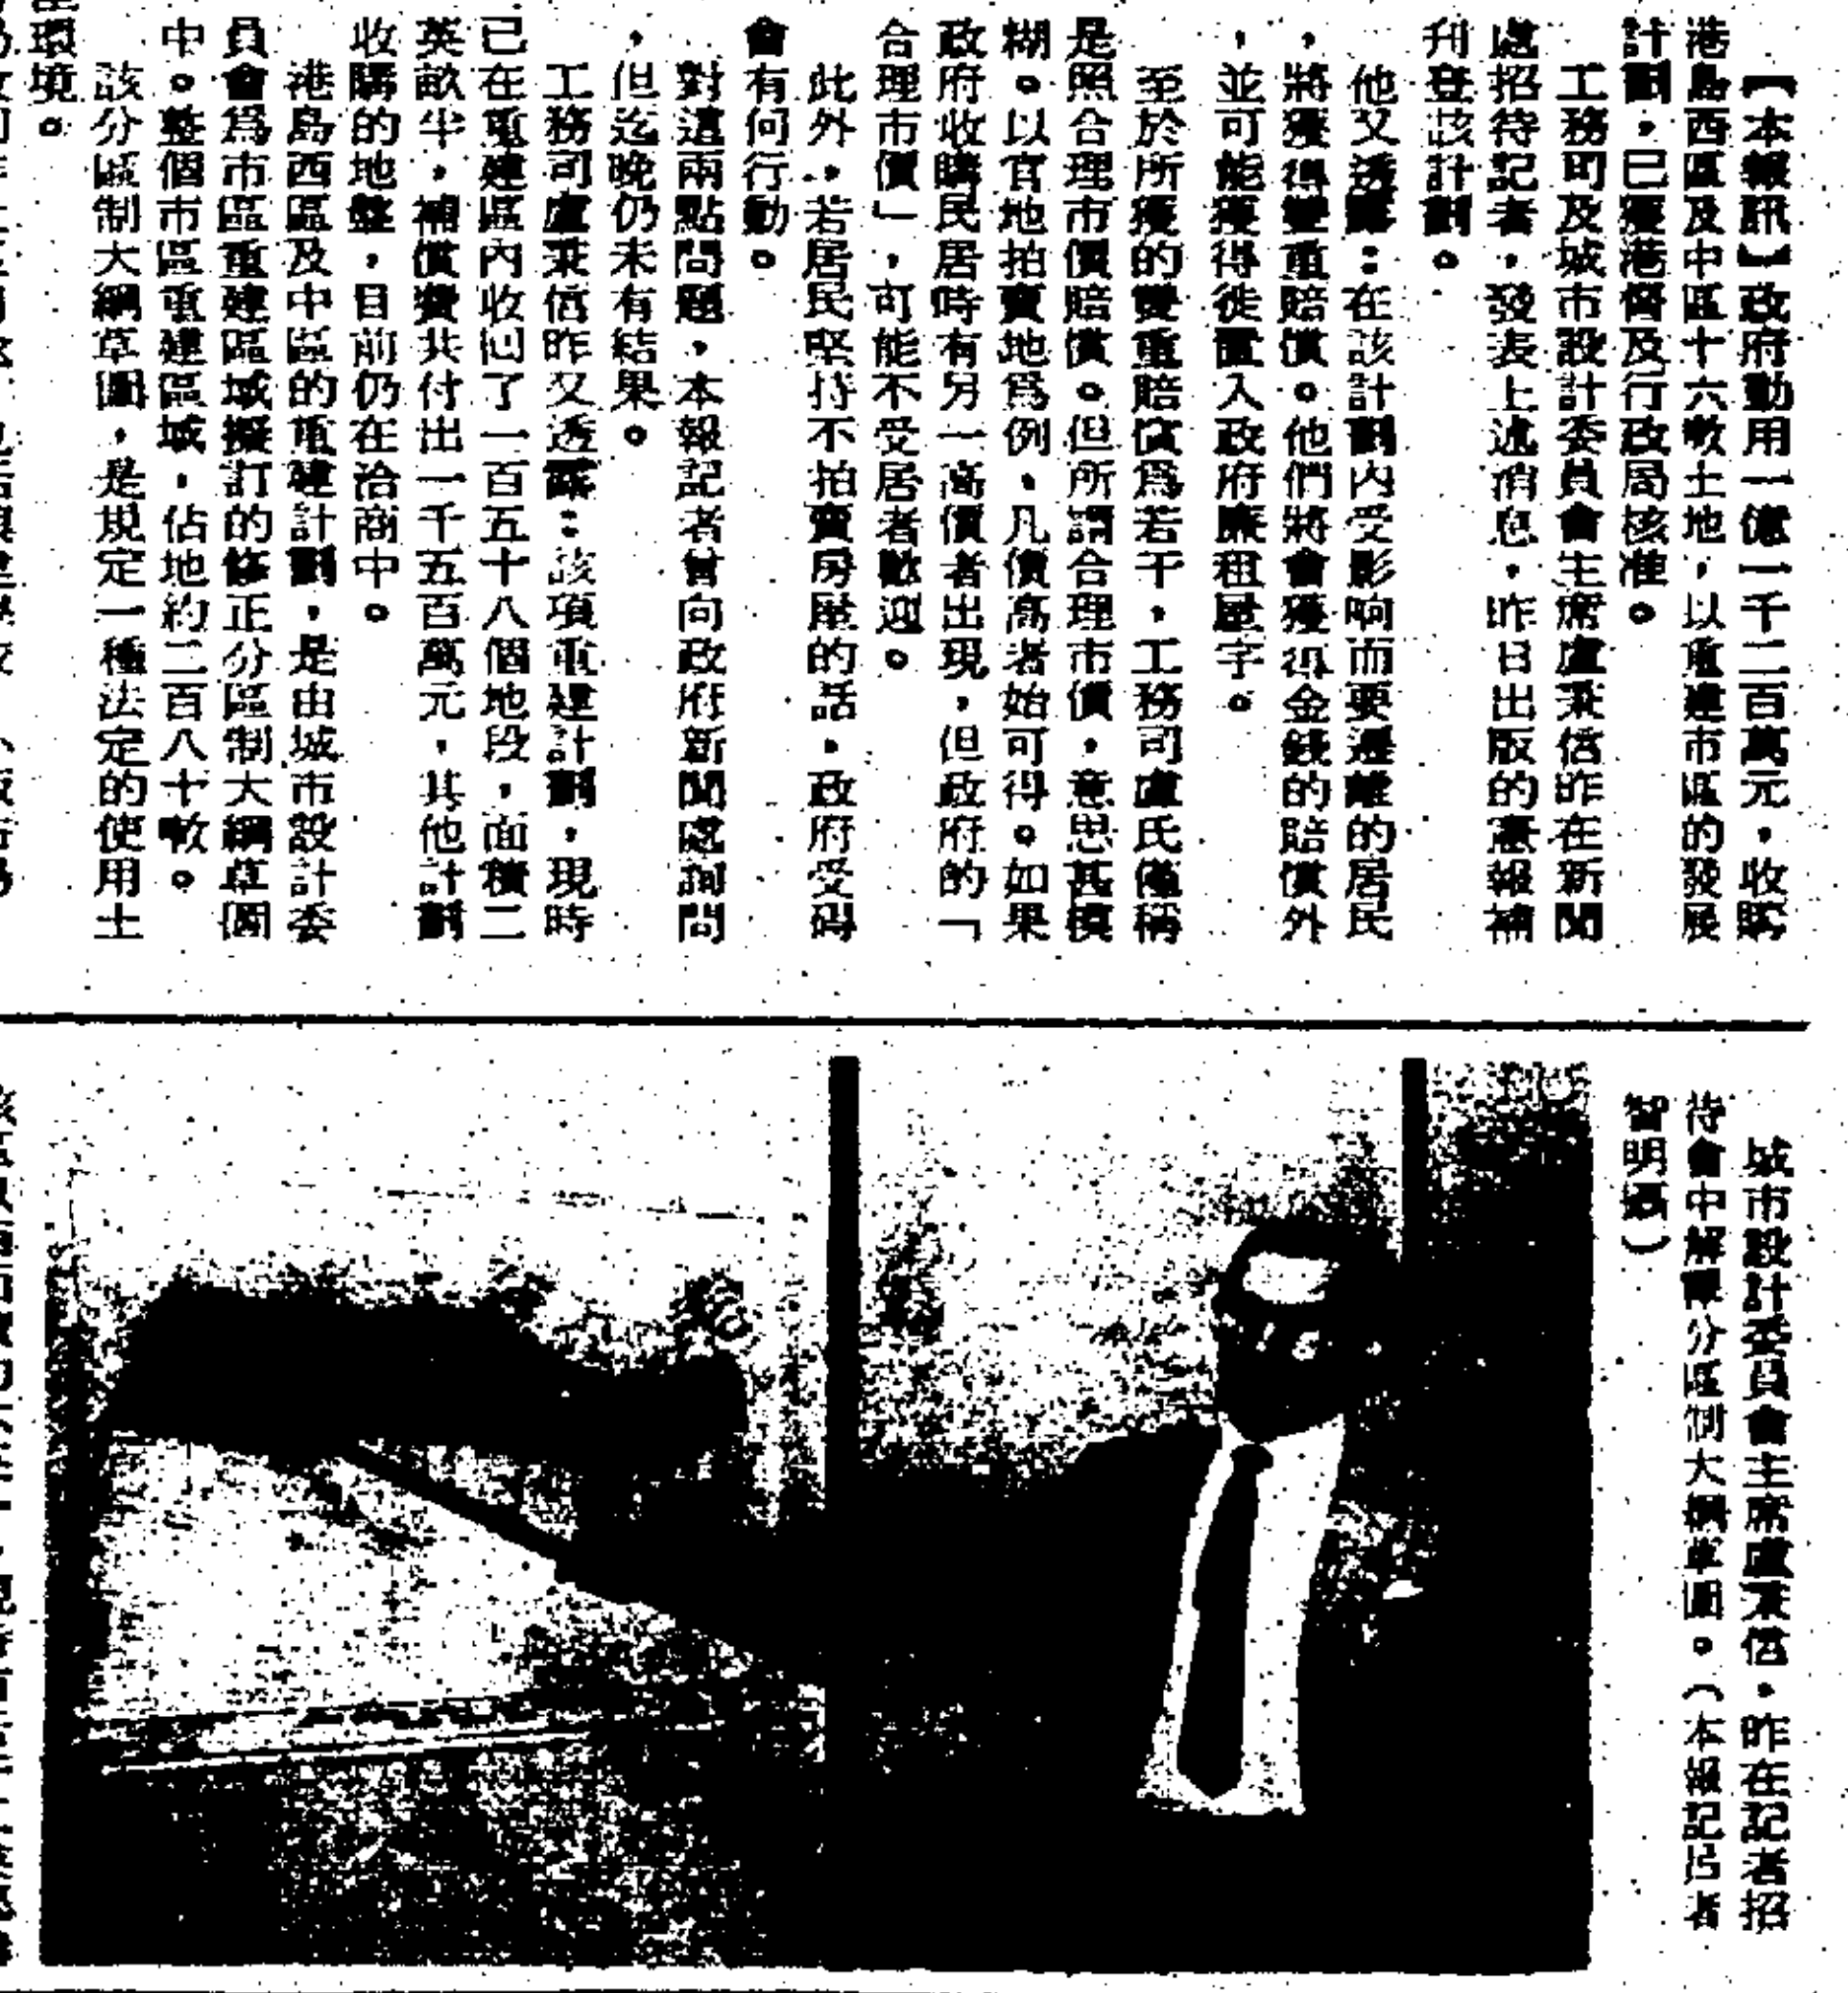 【本報訊】政府動用一億一千二百萬元，收購
港島西區及中區十六畝土地，以重建市區的發展
計劃，已獲港督及行政局核准。
工務司及城市設計委員會主席盧秉信昨在新聞
處招待記者，發表上述消息，昨日出版的憲報補
刋登該計劃。
他又透露：在該計劃內受影响而要遷離的居民
，將獲得雙重賠償。他們將會獲得金錢的賠償外
，並可能獲得徙置入政府廉租屋宇。
至於所獲的雙重賠償爲若干，工務司盧氏僅稱
是照合理市價賠償。但所謂合理市價，意思甚模
糊。以官地拍賣地爲例，凡價高者始可得。如果
政府收購民居時有另一高價者出現，但政府的「
合理市價」，可能不受居者歡迎。
此外，若居民堅持不拍賣房屋的話，政府受碍
會有何行動。
對這兩點問題，本報記者曾向政府新聞處詢問
，但迄晚仍未有結果。
工務司盧秉信昨又透露：該項重建計劃，現時
已在重建區內收回了一百五十八個地段，面積二
英畝半，補償費共付出一千五百萬元，其他計劃
收購的地盤，目前仍在洽商中。
港島西區及中區的重建計劃，是由城市設計委
員會爲市區重建區域擬訂的修正分區制大綱草圖
中。整個市區重建區域，佔地約二百八十畝。
該分區制大綱草圖，是規定一種法定的使用土
環境。
城市設計委員會主席盧秉信，昨在記者招
待會中解釋分區制大綱草圖。（本報記者
智明攝）